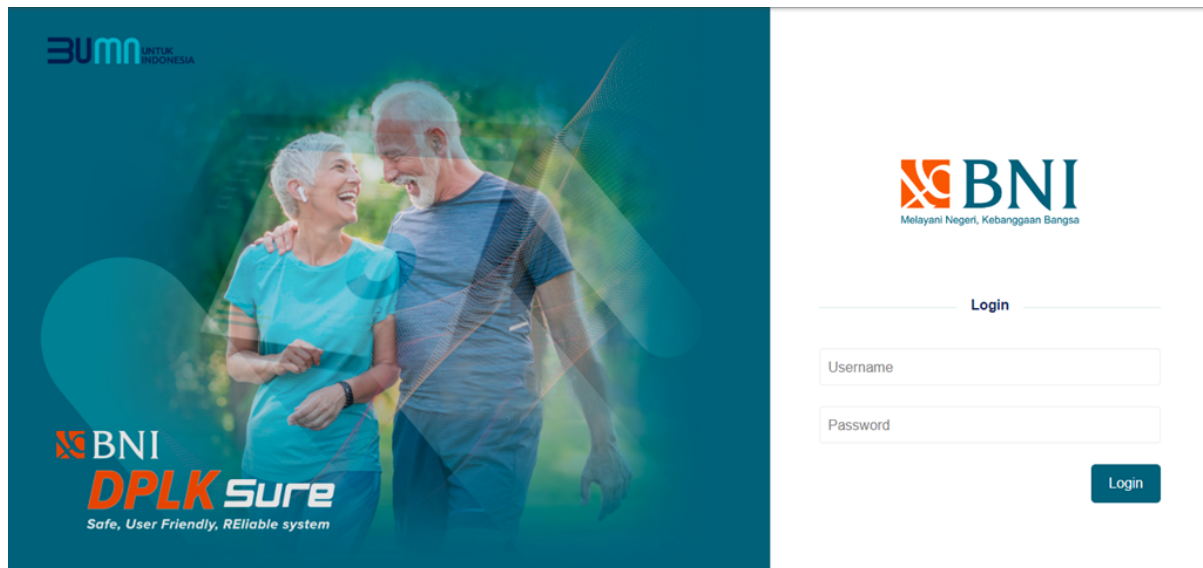 BUMN UNTUK
INDONESIA
BNI
DPLK Sure
Safe, User Friendly, REliable system
BNI
Melayani Negeri, Kebanggaan Bangsa
Login
Username
Password
Login